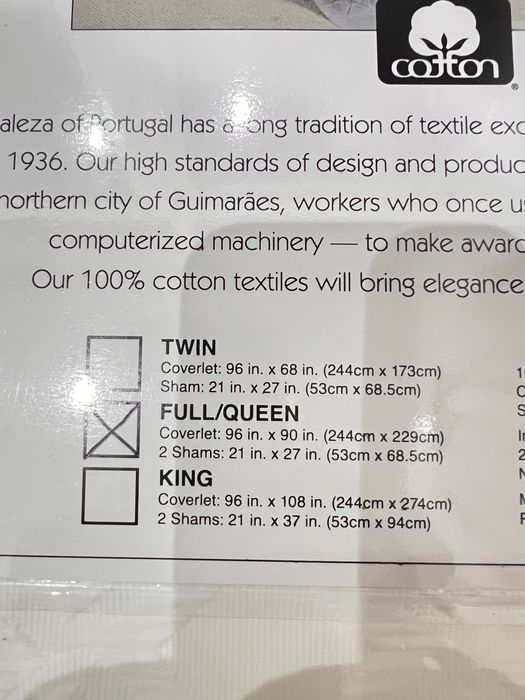 cotton
®
aleza of Portugal has a long tradition of textile exc
1936. Our high standards of design and produc
northern city of Guimarães, workers who once u
computerized machinery — to make award
Our 100% cotton textiles will bring elegance
TWIN
Coverlet: 96 in. x 68 in. (244cm x 173cm)
Sham: 21 in. x 27 in. (53cm x 68.5cm)
FULL/QUEEN
Coverlet: 96 in. x 90 in. (244cm x 229cm)
2 Shams: 21 in. x 27 in. (53cm x 68.5cm)
KING
Coverlet: 96 in. x 108 in. (244cm x 274cm)
2 Shams: 21 in. x 37 in. (53cm x 94cm)